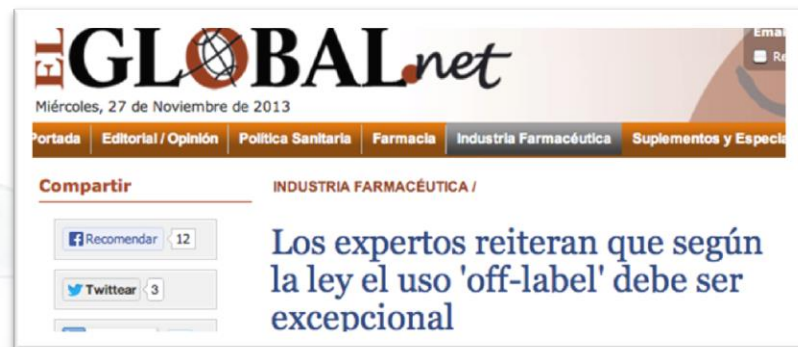 EL GLOBAL.net
Email
Re
Miércoles, 27 de Noviembre de 2013
Portada Editorial / Opinión Política Sanitaria Farmacia Industria Farmacéutica Suplementos y Especia
Compartir
INDUSTRIA FARMACÉUTICA /
Recomendar 12
Twittear 3
Los expertos reiteran que según
la ley el uso 'off-label' debe ser
excepcional